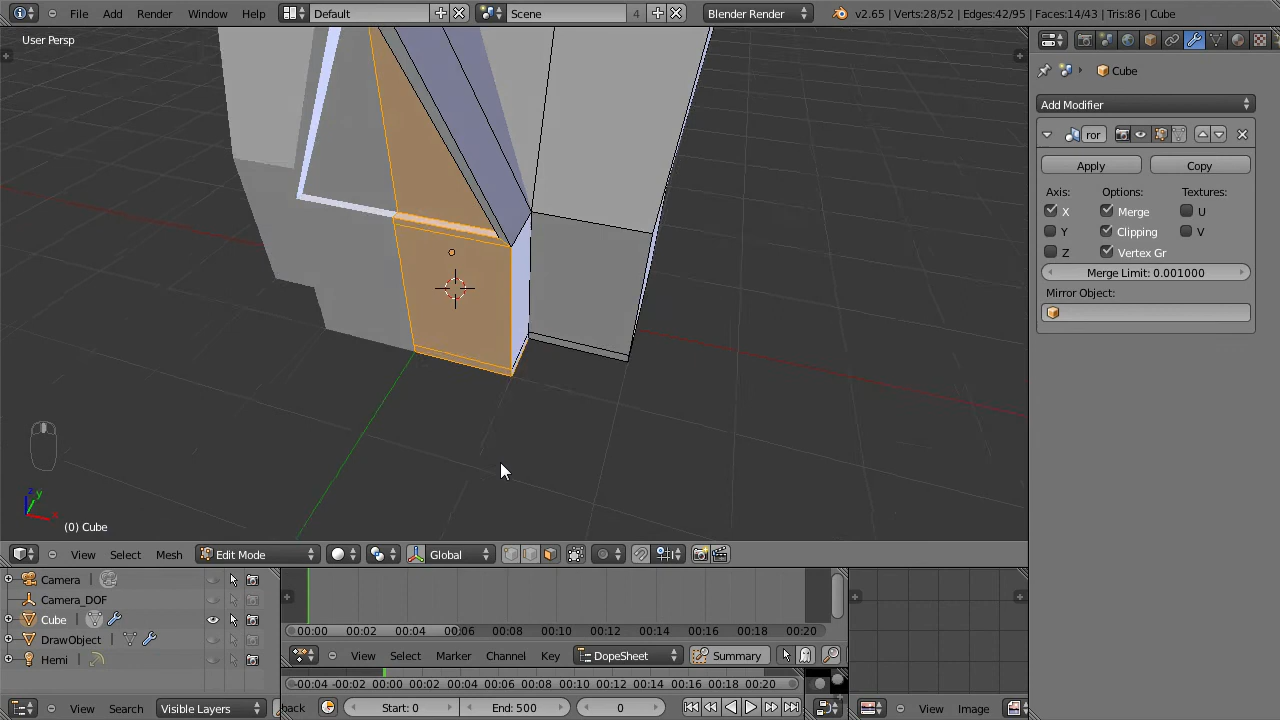 File Add Render Window Help Default Scene 4 Blender Render v2.65 | Verts:28/52 | Edges:42/95 | Faces:14/43 | Tris:86 | Cube
User Persp
Cube
Add Modifier
ror
Apply Copy
Axis: Options: Textures:
X Merge U
Y Clipping V
Z Vertex Gr
Merge Limit: 0.001000
Mirror Object:
z y x
(0) Cube
View Select Mesh Edit Mode Global
Camera
Camera_DOF
Cube
DrawObject
Hemi
00:00 00:02 00:04 00:06 00:08 00:10 00:12 00:14 00:16 00:18 00:20
View Select Marker Channel Key DopeSheet Summary
-00:04 -00:02 00:00 00:02 00:04 00:06 00:08 00:10 00:12 00:14 00:16 00:18 00:20
View Search Visible Layers back Start: 0 End: 500 0 View Image